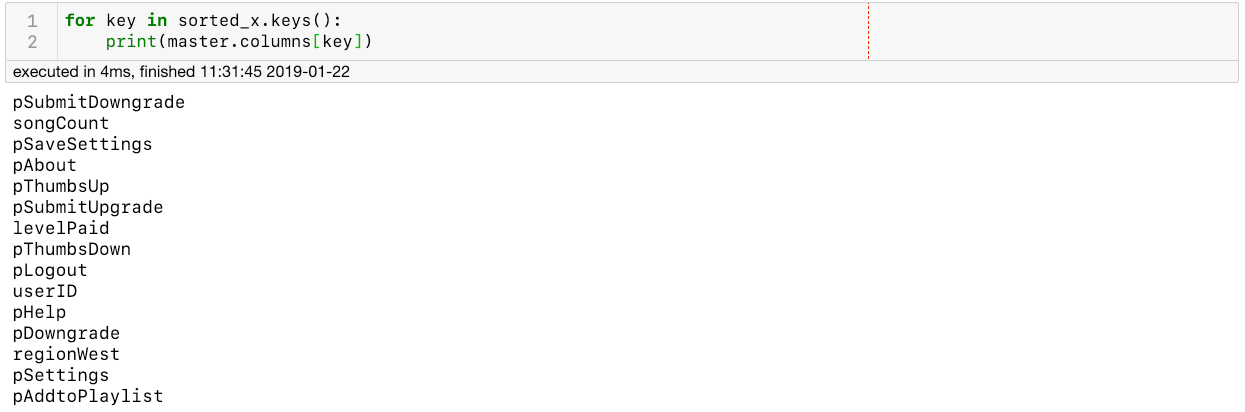 1 for key in sorted_x.keys():
2     print(master.columns[key])
executed in 4ms, finished 11:31:45 2019-01-22
pSubmitDowngrade
songCount
pSaveSettings
pAbout
pThumbsUp
pSubmitUpgrade
levelPaid
pThumbsDown
pLogout
userID
pHelp
pDowngrade
regionWest
pSettings
pAddtoPlaylist